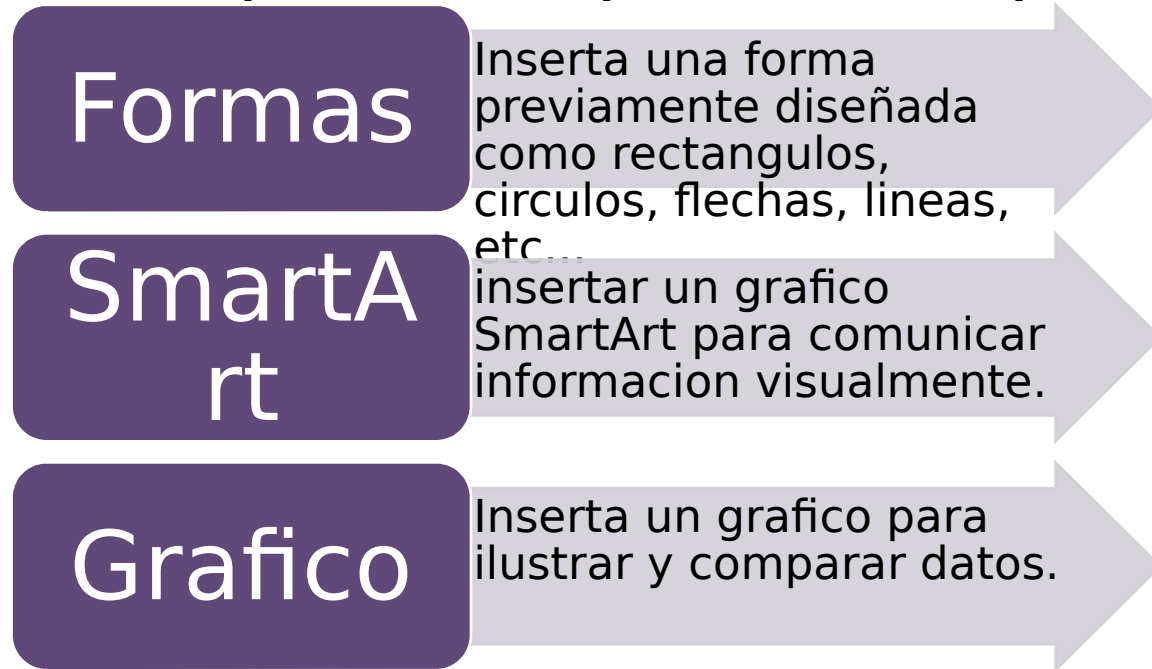 Formas
Inserta una forma
previamente diseñada
como rectangulos,
circulos, flechas, lineas,
etc...
SmartA
rt
insertar un grafico
SmartArt para comunicar
informacion visualmente.
Grafico
Inserta un grafico para
ilustrar y comparar datos.